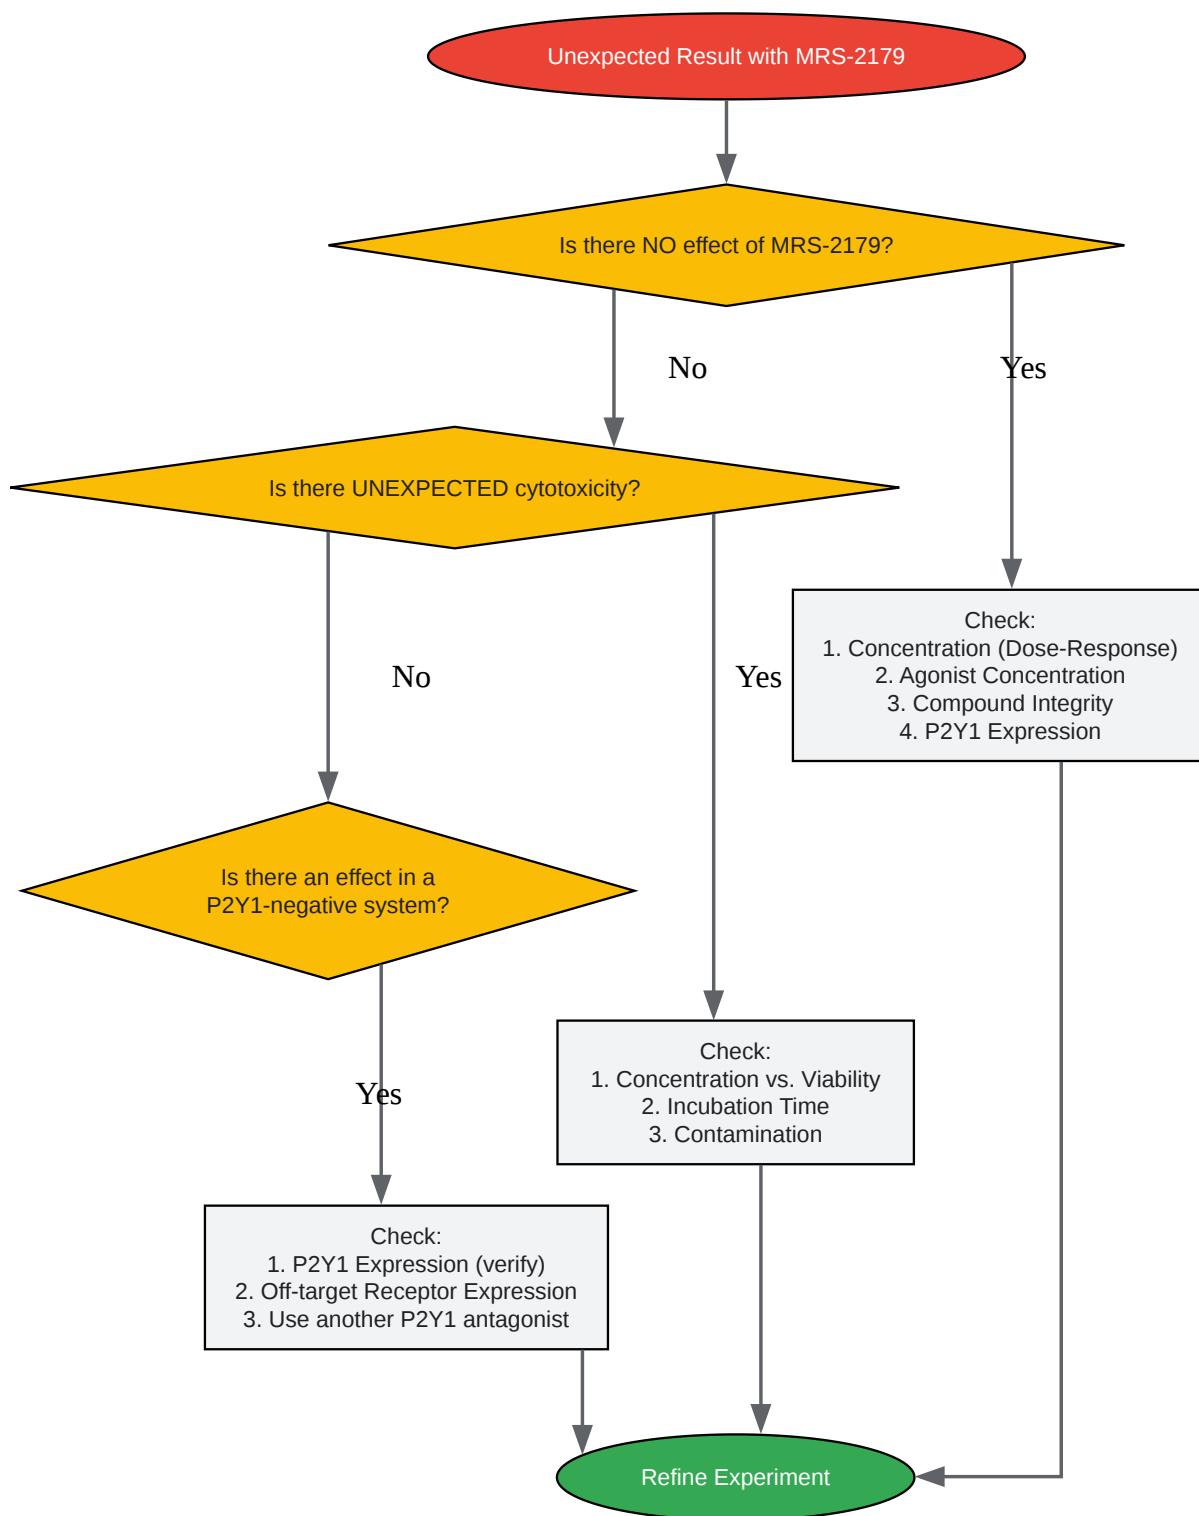 Unexpected Result with MRS-2179
Is there NO effect of MRS-2179?
No
Yes
Is there UNEXPECTED cytotoxicity?
Check:
1. Concentration (Dose-Response)
2. Agonist Concentration
3. Compound Integrity
4. P2Y1 Expression
No
Yes
Is there an effect in a
P2Y1-negative system?
Check:
1. Concentration vs. Viability
2. Incubation Time
3. Contamination
Yes
Check:
1. P2Y1 Expression (verify)
2. Off-target Receptor Expression
3. Use another P2Y1 antagonist
Refine Experiment